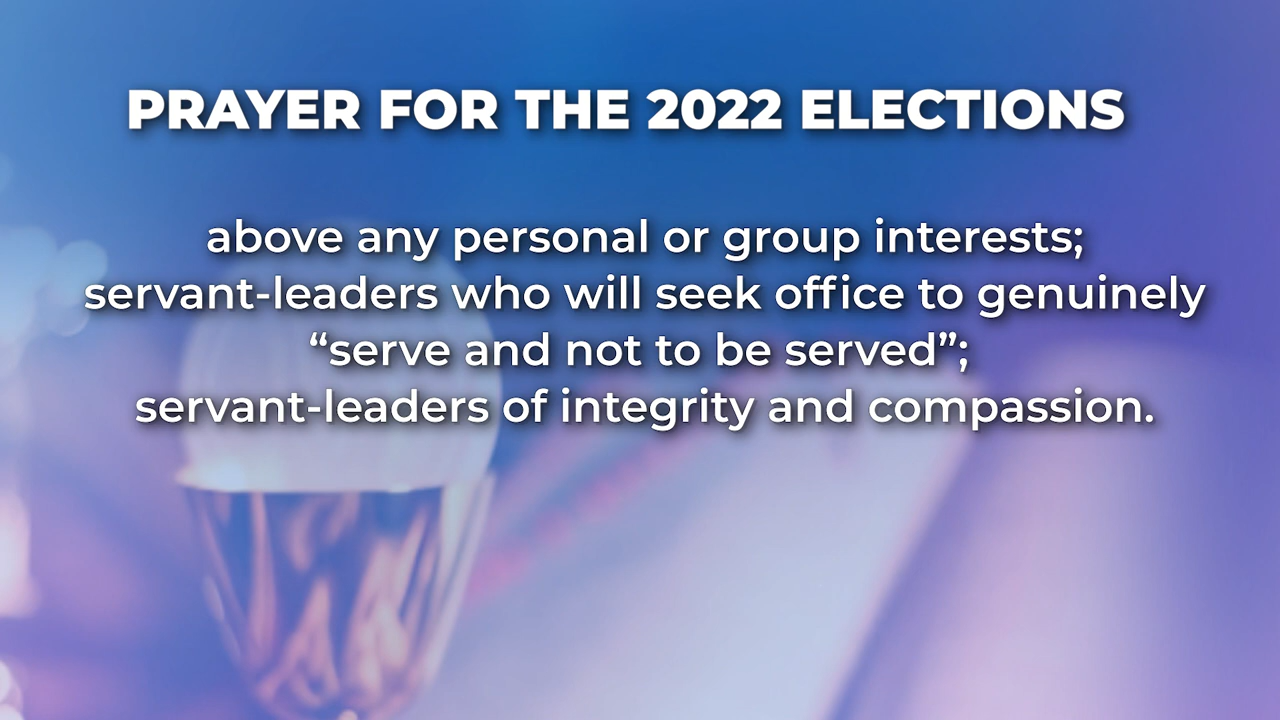 PRAYER FOR THE 2022 ELECTIONS
above any personal or group interests;
servant-leaders who will seek office to genuinely
“serve and not to be served”;
servant-leaders of integrity and compassion.